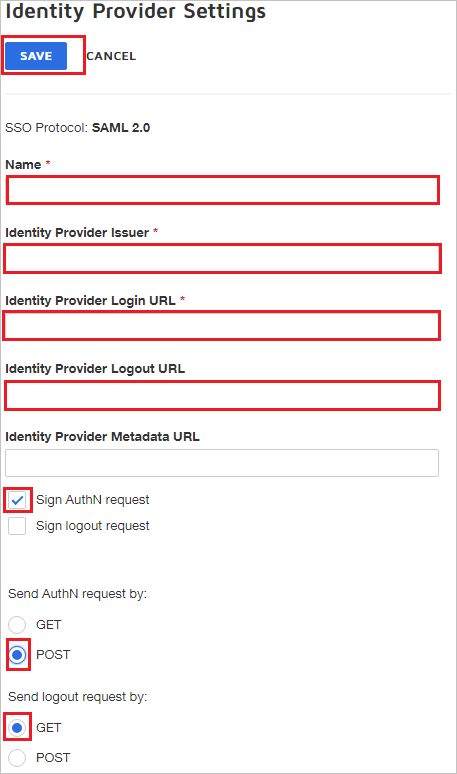 Identity Provider Settings
SAVE CANCEL
SSO Protocol: SAML 2.0
Name *
Identity Provider Issuer *
Identity Provider Login URL *
Identity Provider Logout URL
Identity Provider Metadata URL
Sign AuthN request
Sign logout request
Send AuthN request by:
GET
POST
Send logout request by:
GET
POST